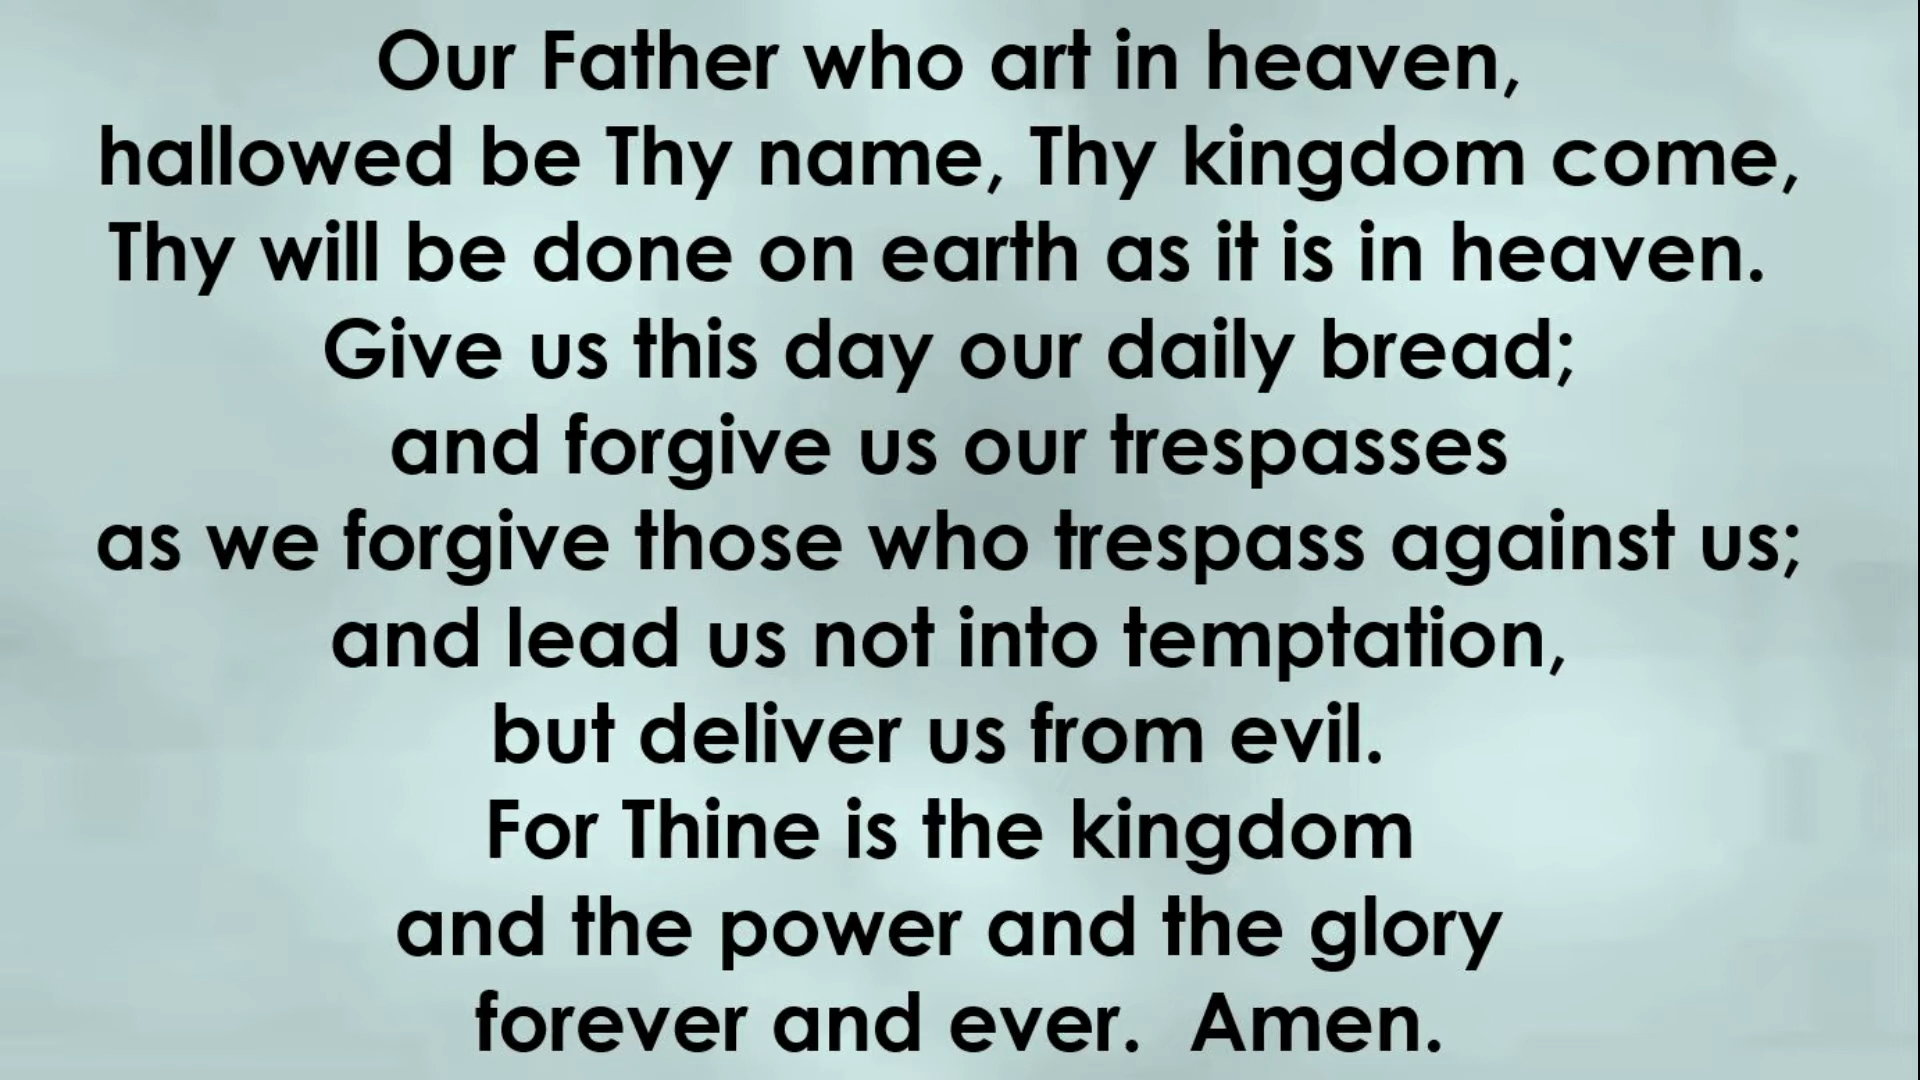 Our Father who art in heaven,
hallowed be Thy name, Thy kingdom come,
Thy will be done on earth as it is in heaven.
Give us this day our daily bread;
and forgive us our trespasses
as we forgive those who trespass against us;
and lead us not into temptation,
but deliver us from evil.
For Thine is the kingdom
and the power and the glory
forever and ever.  Amen.